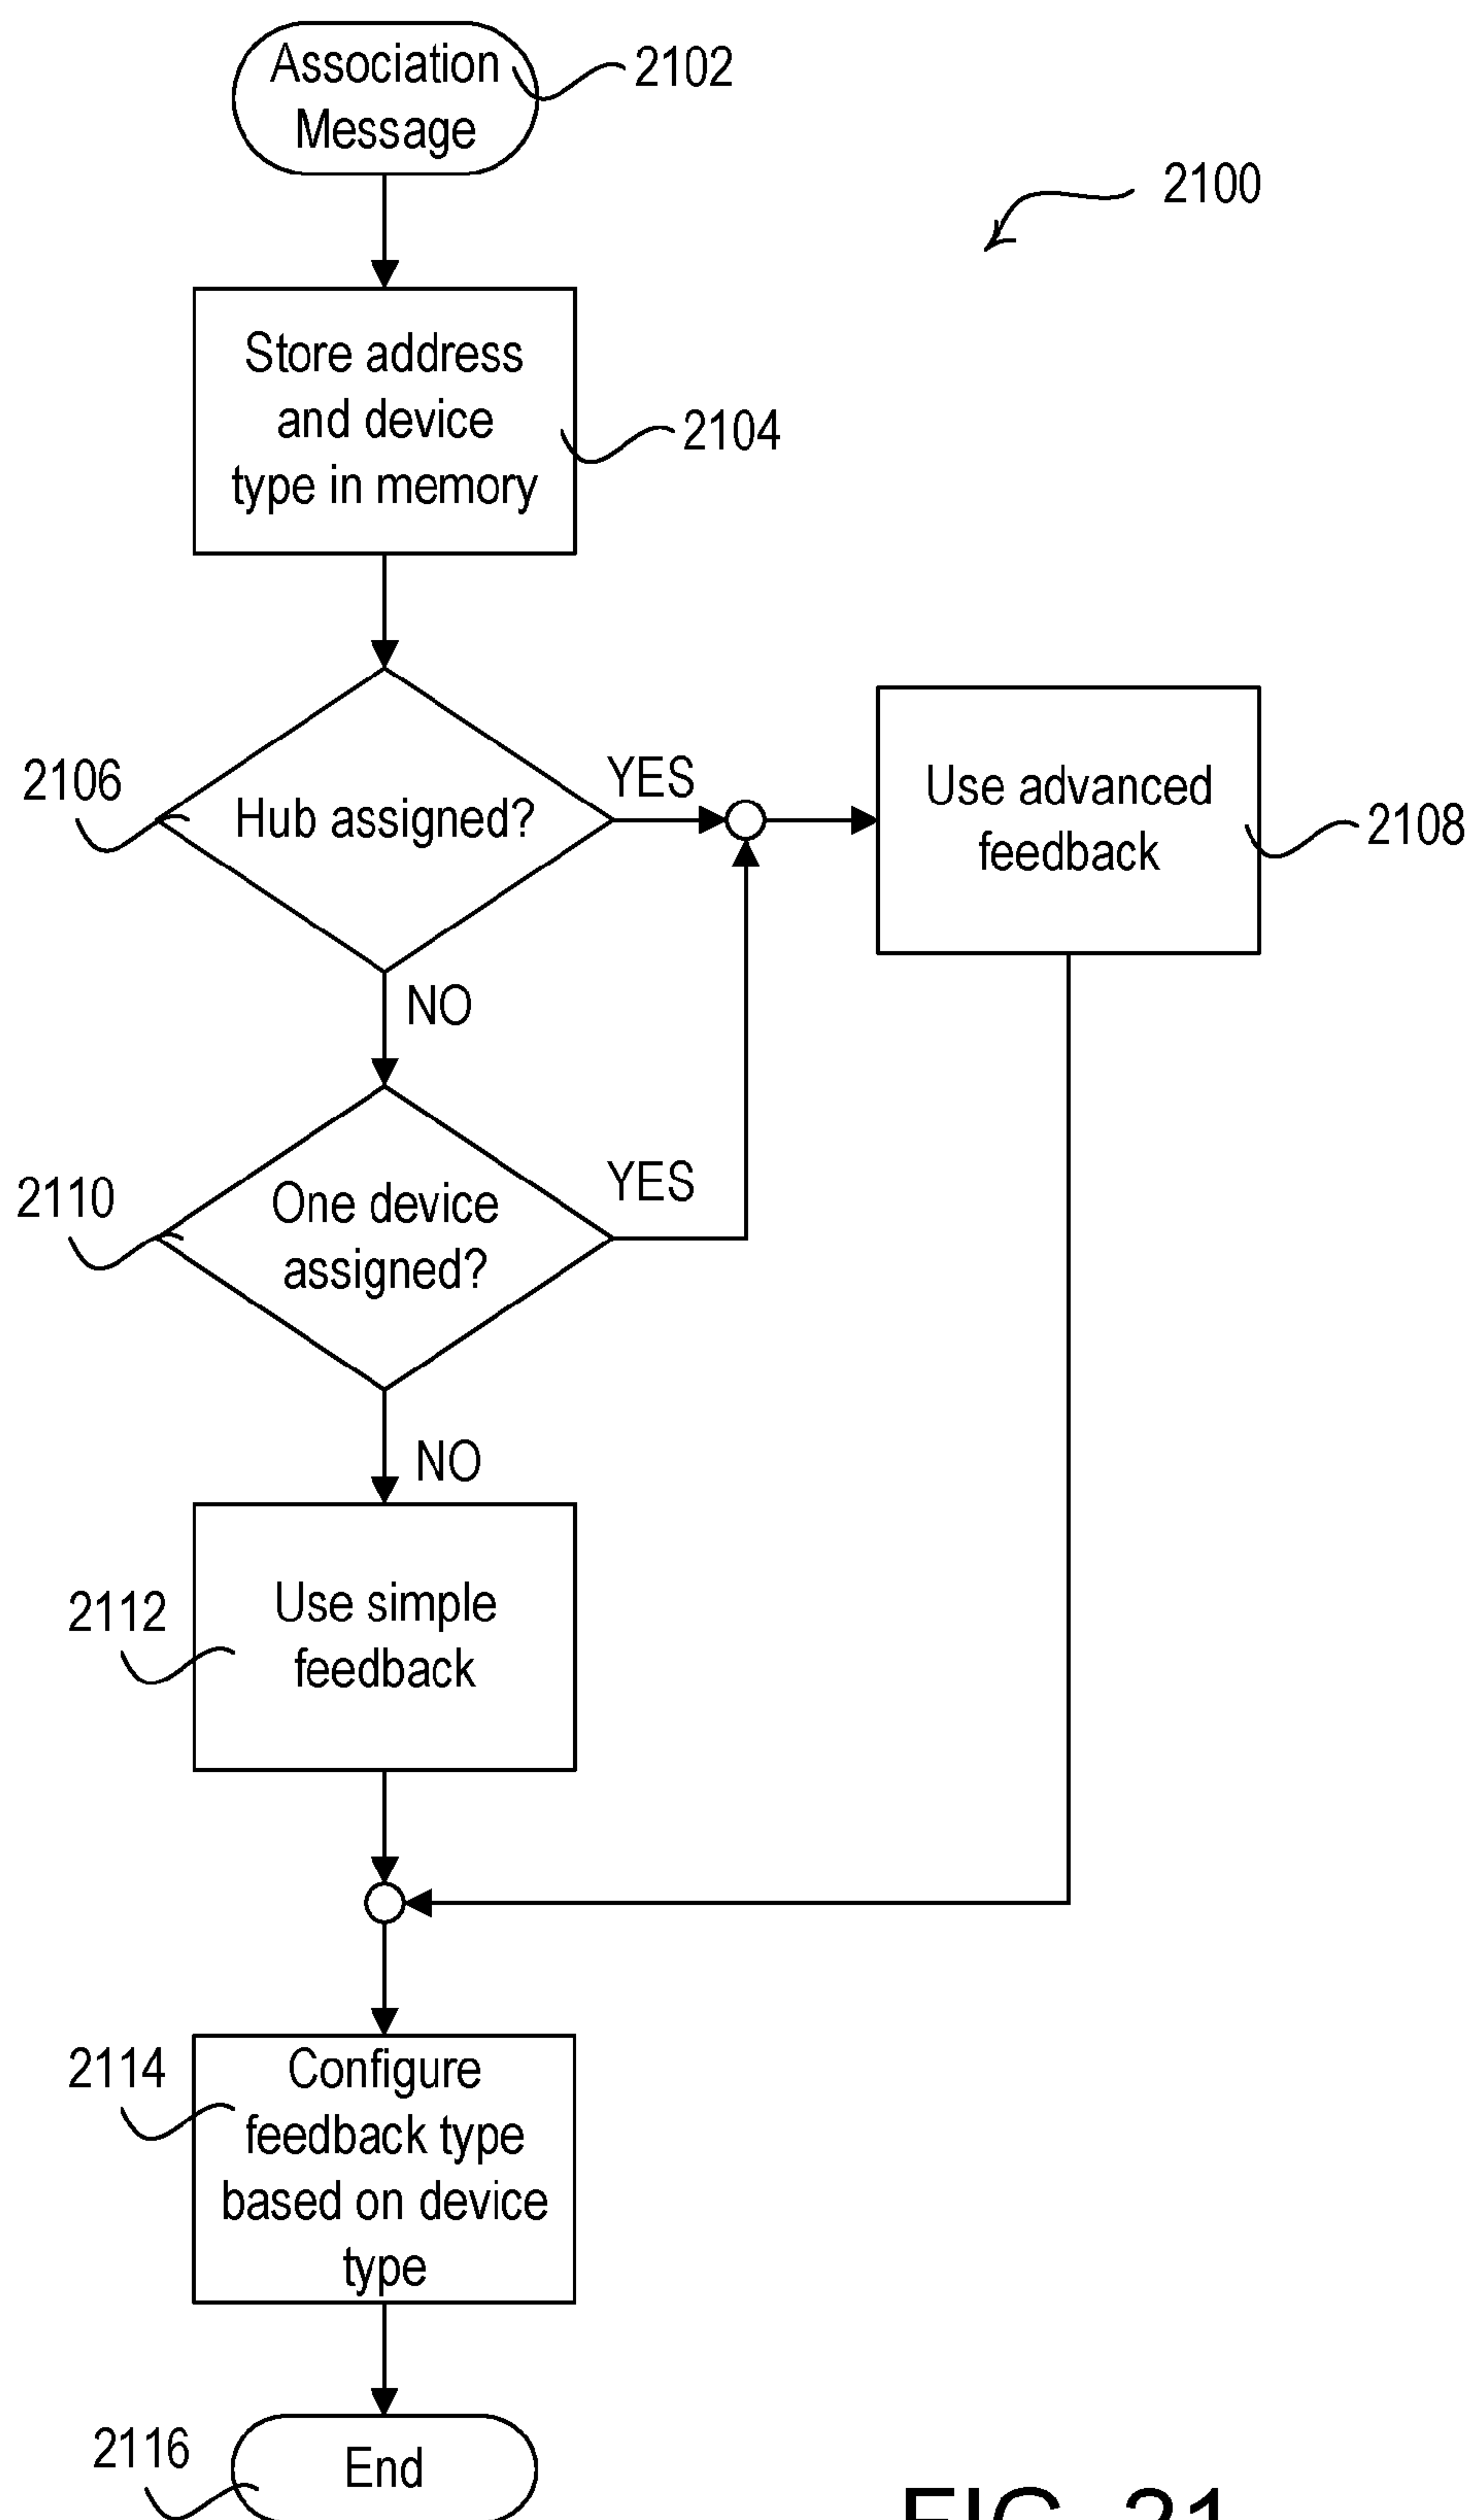 Association
Message
2102
2100
Store address
and device
type in memory
2104
2106
Hub assigned?
YES
Use advanced
feedback
2108
NO
2110
One device
assigned?
YES
NO
2112
Use simple
feedback
2114
Configure
feedback type
based on device
type
2116
End
FIG. 21